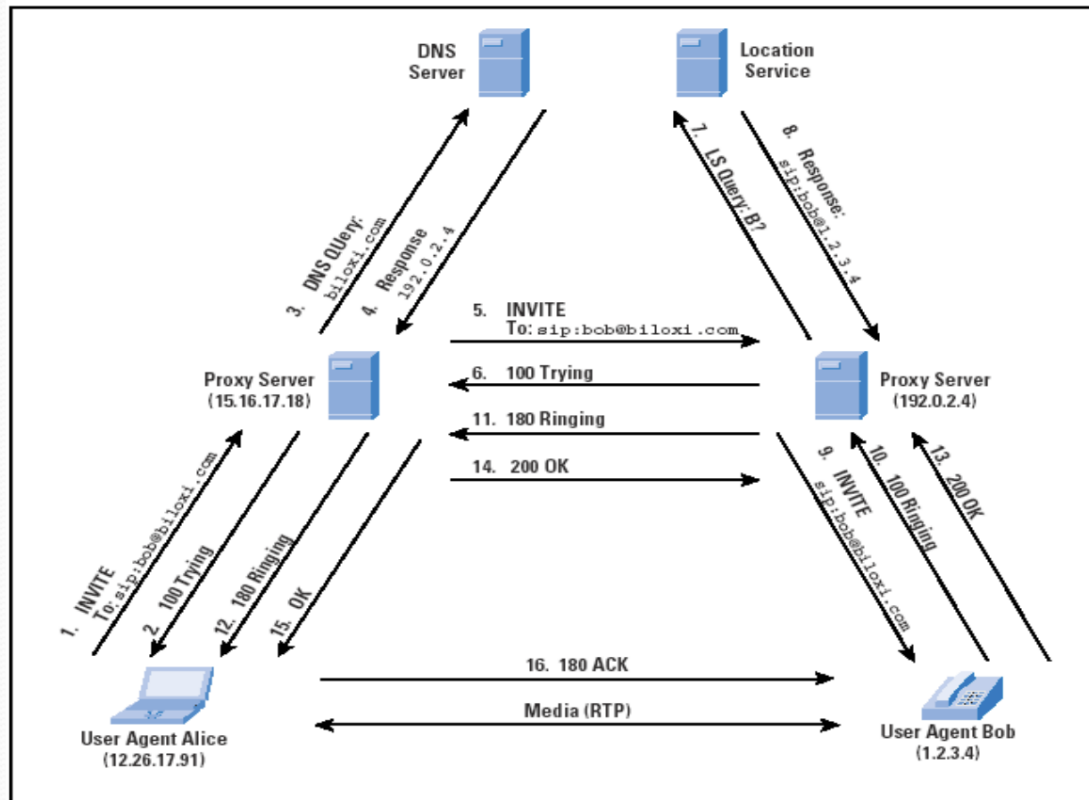 DNS
Server
Location
Service
3. DNS QUery:
biloxi.com
4. Response
192.0.2.4
7. LS Query: B?
8. Response:
sip:bob@1.2.3.4
5. INVITE
To: sip:bob@biloxi.com
6. 100 Trying
11. 180 Ringing
14. 200 OK
Proxy Server
(15.16.17.18)
Proxy Server
(192.0.2.4)
1. INVITE
To: sip:bob@biloxi.com
2. 100 Trying
12. 180 Ringing
15. OK
9. INVITE
sip:bob@biloxi.com
10. 100 Ringing
13. 200 OK
16. 180 ACK
Media (RTP)
User Agent Alice
(12.26.17.91)
User Agent Bob
(1.2.3.4)